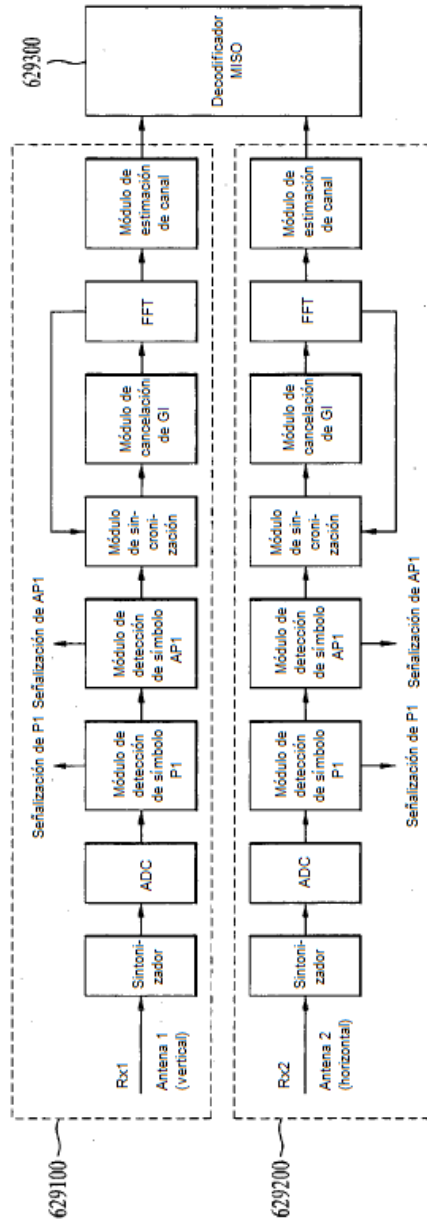 629100
Rx1
Antena 1
(vertical)
Sintoni-
zador
ADC
Módulo de
detección
de símbolo
P1
Señalización de P1
Módulo de
detección
de símbolo
AP1
Señalización de AP1
Módulo
de sin-
croni-
zación
Módulo de
cancelación
de GI
FFT
Módulo de
estimación
de canal
629200
Rx2
Antena 2
(horizontal)
Sintoni-
zador
ADC
Módulo de
detección
de símbolo
P1
Señalización de P1
Módulo de
detección
de símbolo
AP1
Señalización de AP1
Módulo
de sin-
croni-
zación
Módulo de
cancelación
de GI
FFT
Módulo de
estimación
de canal
629300
Decodificador
MISO